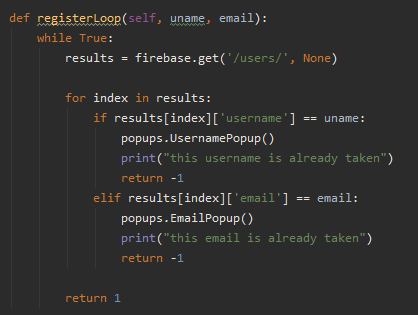 def registerLoop(self, uname, email):
    while True:
        results = firebase.get('/users/', None)

        for index in results:
            if results[index]['username'] == uname:
                popups.UsernamePopup()
                print("this username is already taken")
                return -1
            elif results[index]['email'] == email:
                popups.EmailPopup()
                print("this email is already taken")
                return -1

        return 1